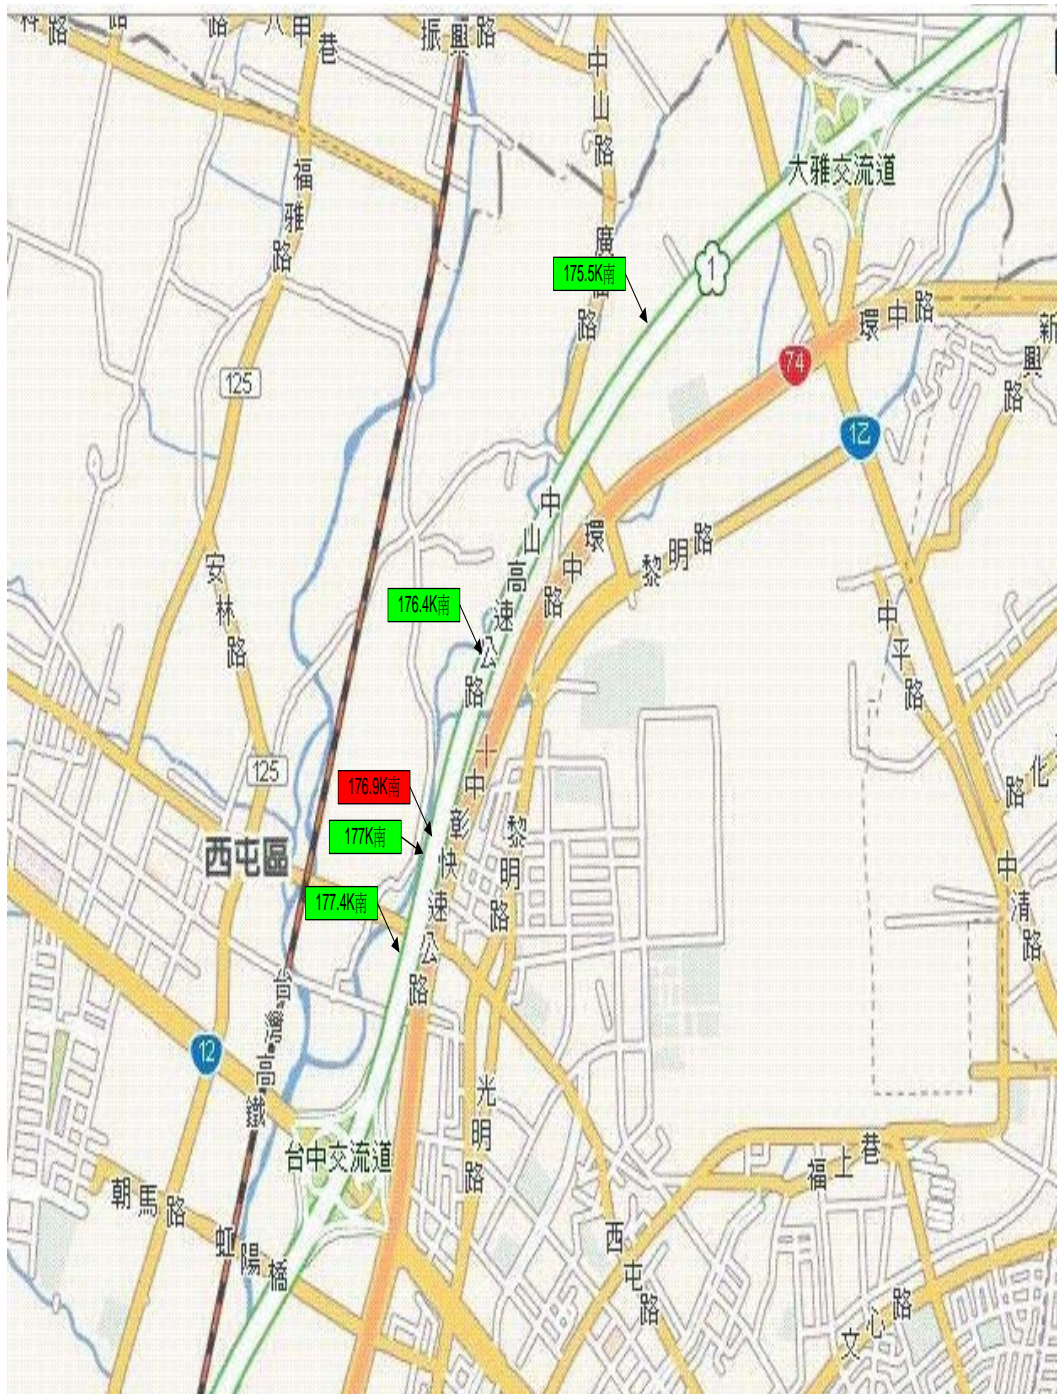 路
路
八甲巷
振興路
中山路
福雅路
大雅交流道
廣福路
175.5K南
1
環中路
新興路
74
125
1乙
中山高速公路
環中路
黎明路
安林路
176.4K南
中平路
十中彰快速公路
125
176.9K南
177K南
西屯區
黎明路
177.4K南
中清路
12
台灣高鐵
光明路
台中交流道
福上巷
朝馬路
虹陽橋
西屯路
文心路